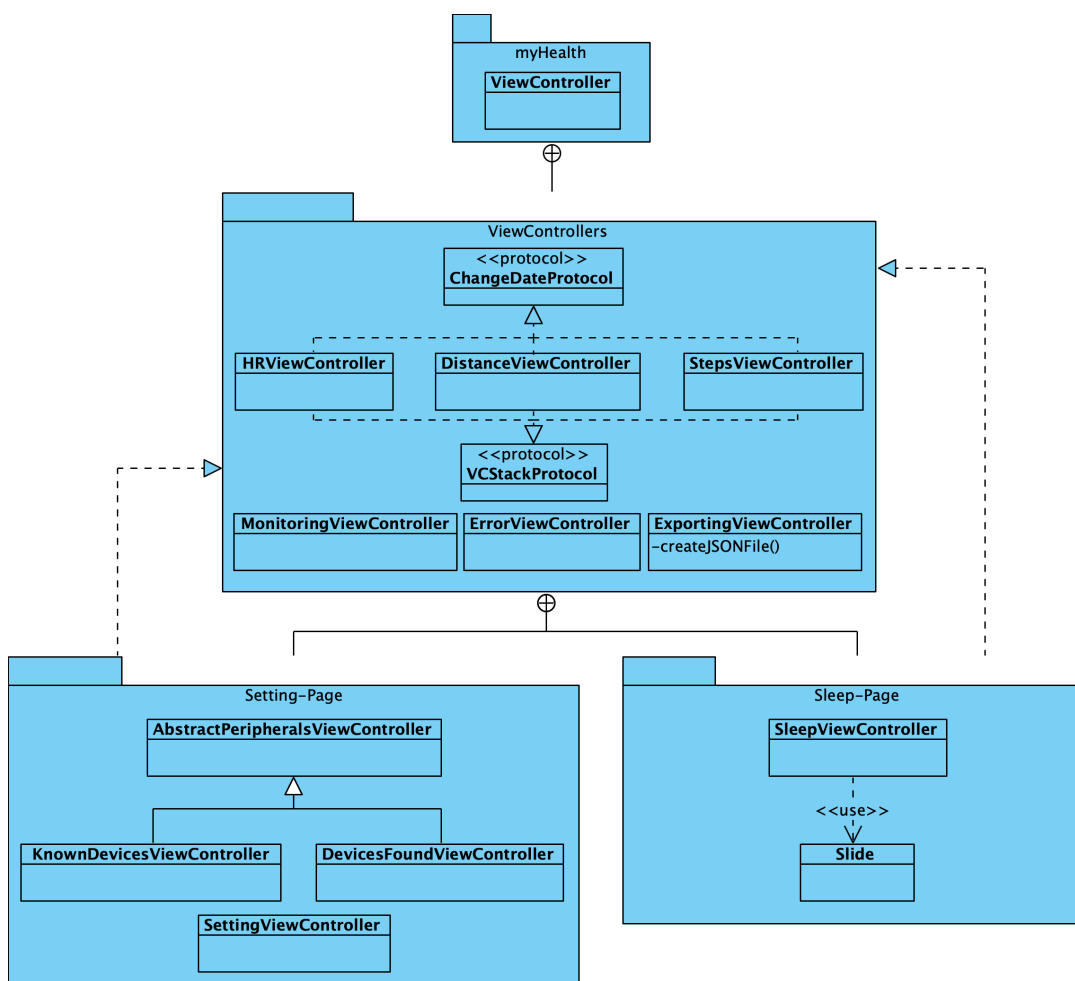 myHealth
ViewController
ViewControllers
<<protocol>>
ChangeDateProtocol
HRViewController
DistanceViewController
StepsViewController
<<protocol>>
VCStackProtocol
MonitoringViewController
ErrorViewController
ExportingViewController
-createJSONFile()
Setting-Page
AbstractPeripheralsViewController
KnownDevicesViewController
DevicesFoundViewController
SettingViewController
Sleep-Page
SleepViewController
<<use>>
Slide